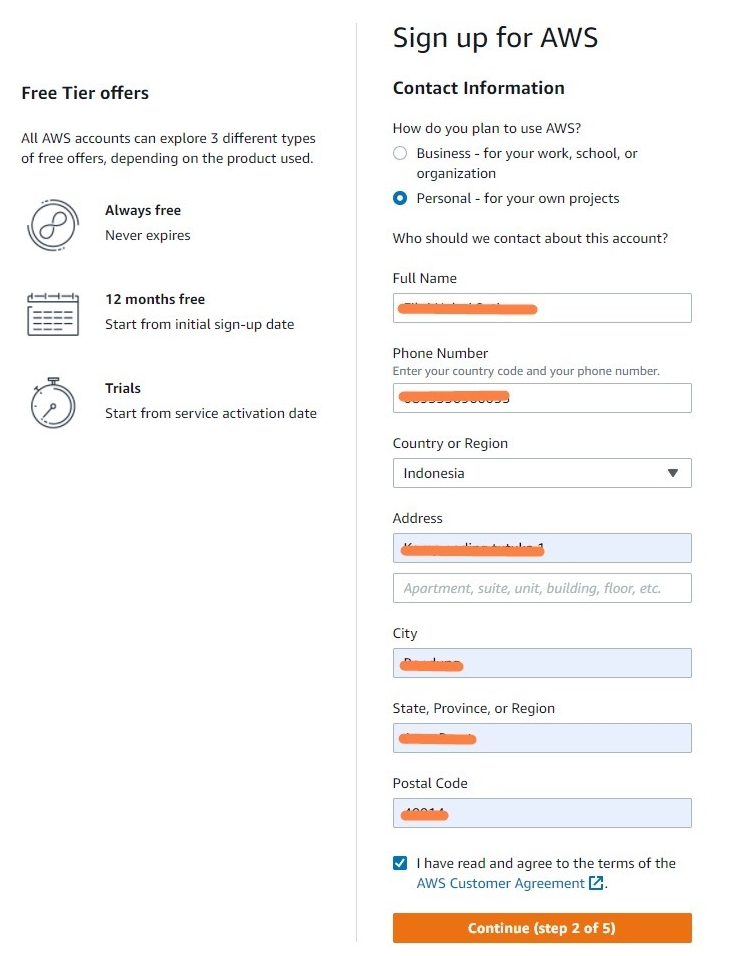 Free Tier offers
All AWS accounts can explore 3 different types
of free offers, depending on the product used.
Always free
Never expires
12 months free
Start from initial sign-up date
Trials
Start from service activation date
Sign up for AWS
Contact Information
How do you plan to use AWS?
Business - for your work, school, or
organization
Personal - for your own projects
Who should we contact about this account?
Full Name
Phone Number
Enter your country code and your phone number.
Country or Region
Indonesia
Address
Apartment, suite, unit, building, floor, etc.
City
State, Province, or Region
Postal Code
I have read and agree to the terms of the
AWS Customer Agreement.
Continue (step 2 of 5)